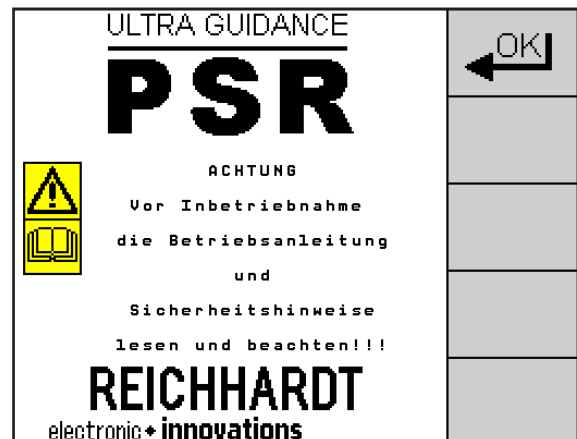 ULTRA GUIDANCE
PSR
OK
ACHTUNG
Vor Inbetriebnahme
die Betriebsanleitung
und
Sicherheitshinweise
lesen und beachten!!!
REICHHARDT
electronic+innovations